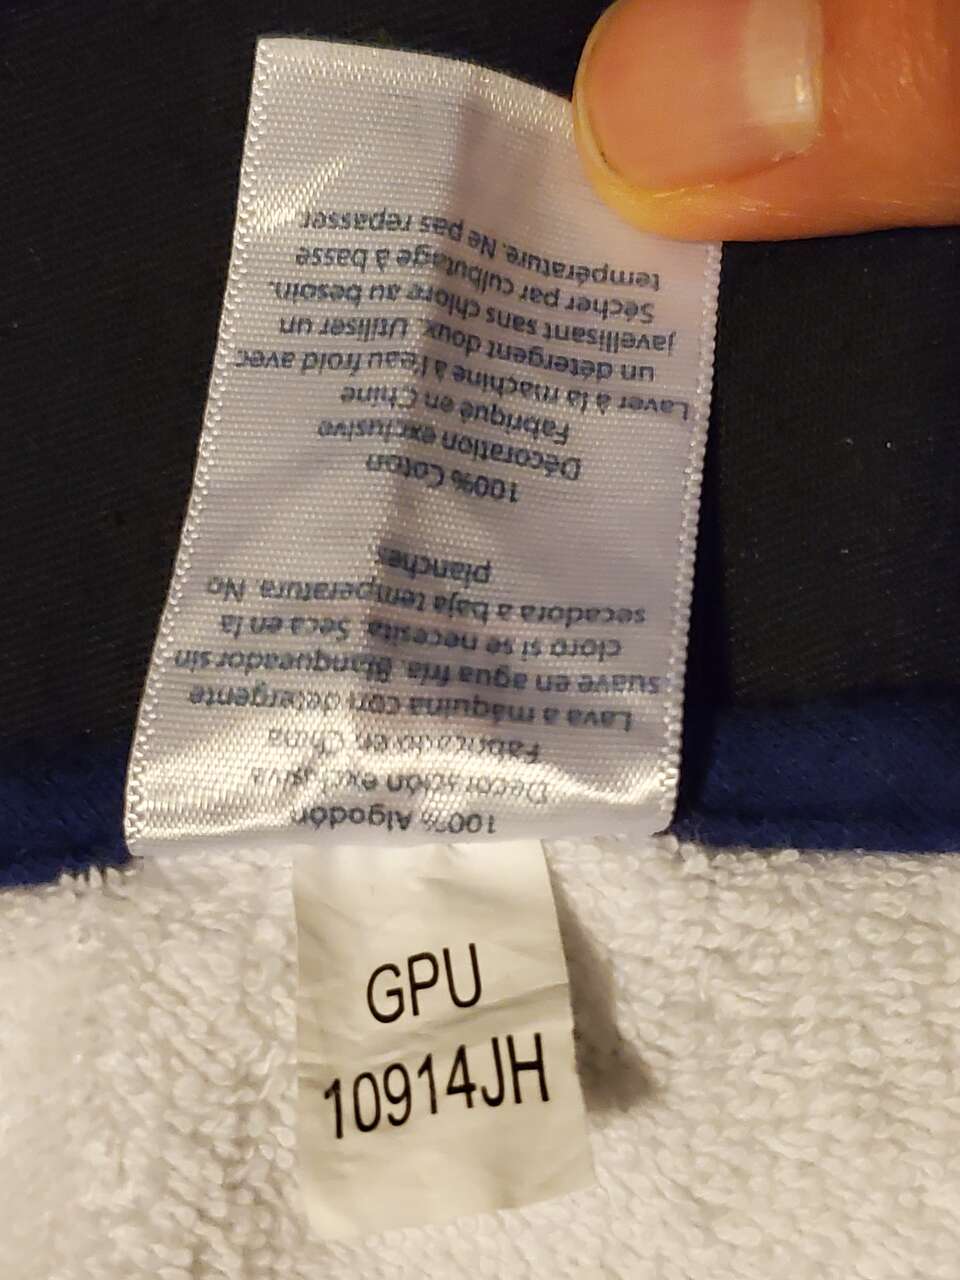 100% Algodón
Decoración exclusiva
Fabricado en China
Lava a máquina con detergente
suave en agua fría. Blanqueador sin
cloro si se necesita. Seca en la
secadora a baja temperatura. No
planches
100% Coton
Décoration exclusive
Fabriqué en Chine
Laver à la machine à l'eau froid avec
un détergent doux. Utiliser un
javellisant sans chlore au besoin.
Sécher par culbutage à basse
température. Ne pas repasser.
GPU
10914JH